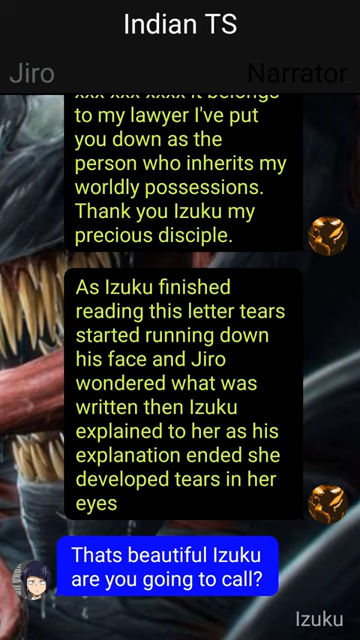 Indian TS
Jiro
Narrator
xxx-xxx-xxxx it belongs
to my lawyer I've put
you down as the
person who inherits my
worldly possessions.
Thank you Izuku my
precious disciple.
As Izuku finished
reading this letter tears
started running down
his face and Jiro
wondered what was
written then Izuku
explained to her as his
explanation ended she
developed tears in her
eyes
Thats beautiful Izuku
are you going to call?
Izuku